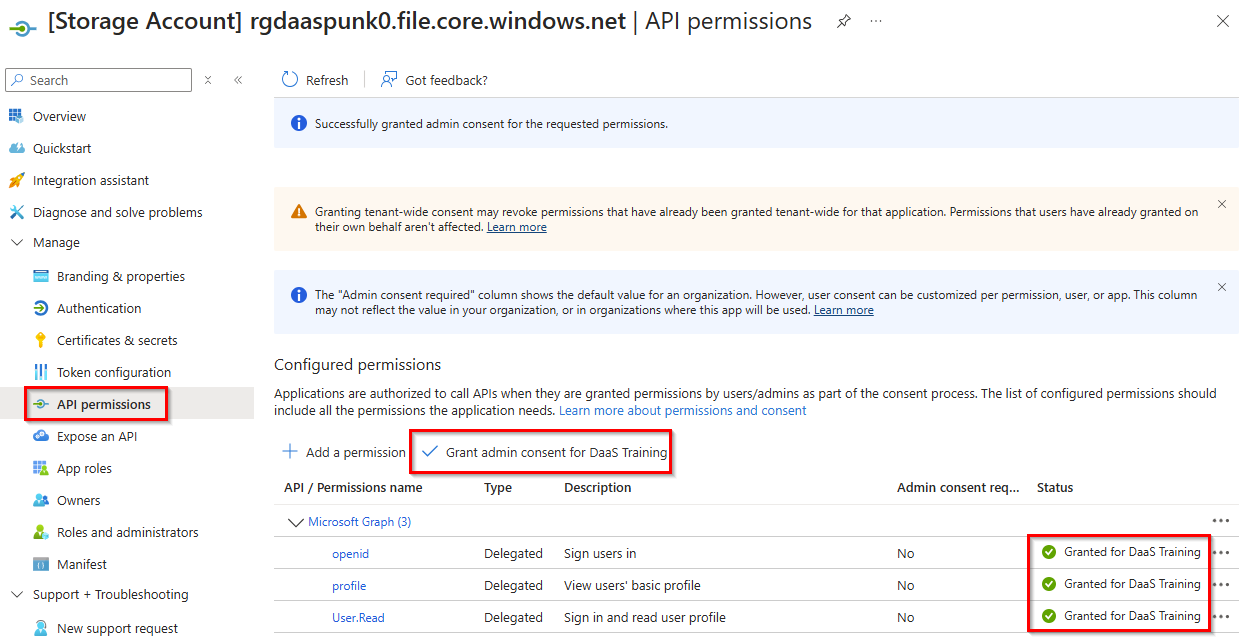 [Storage Account] rgdaaspunk0.file.core.windows.net | API permissions
Search
Refresh
Got feedback?
Overview
Quickstart
Integration assistant
Diagnose and solve problems
Manage
Branding & properties
Authentication
Certificates & secrets
Token configuration
API permissions
Expose an API
App roles
Owners
Roles and administrators
Manifest
Support + Troubleshooting
New support request
Successfully granted admin consent for the requested permissions.
Granting tenant-wide consent may revoke permissions that have already been granted tenant-wide for that application. Permissions that users have already granted on
their own behalf aren't affected. Learn more
The "Admin consent required" column shows the default value for an organization. However, user consent can be customized per permission, user, or app. This column
may not reflect the value in your organization, or in organizations where this app will be used. Learn more
Configured permissions
Applications are authorized to call APIs when they are granted permissions by users/admins as part of the consent process. The list of configured permissions should
include all the permissions the application needs. Learn more about permissions and consent
Add a permission
Grant admin consent for DaaS Training
API / Permissions name Type Description Admin consent req... Status
Microsoft Graph (3)
openid Delegated Sign users in No Granted for DaaS Training
profile Delegated View users' basic profile No Granted for DaaS Training
User.Read Delegated Sign in and read user profile No Granted for DaaS Training